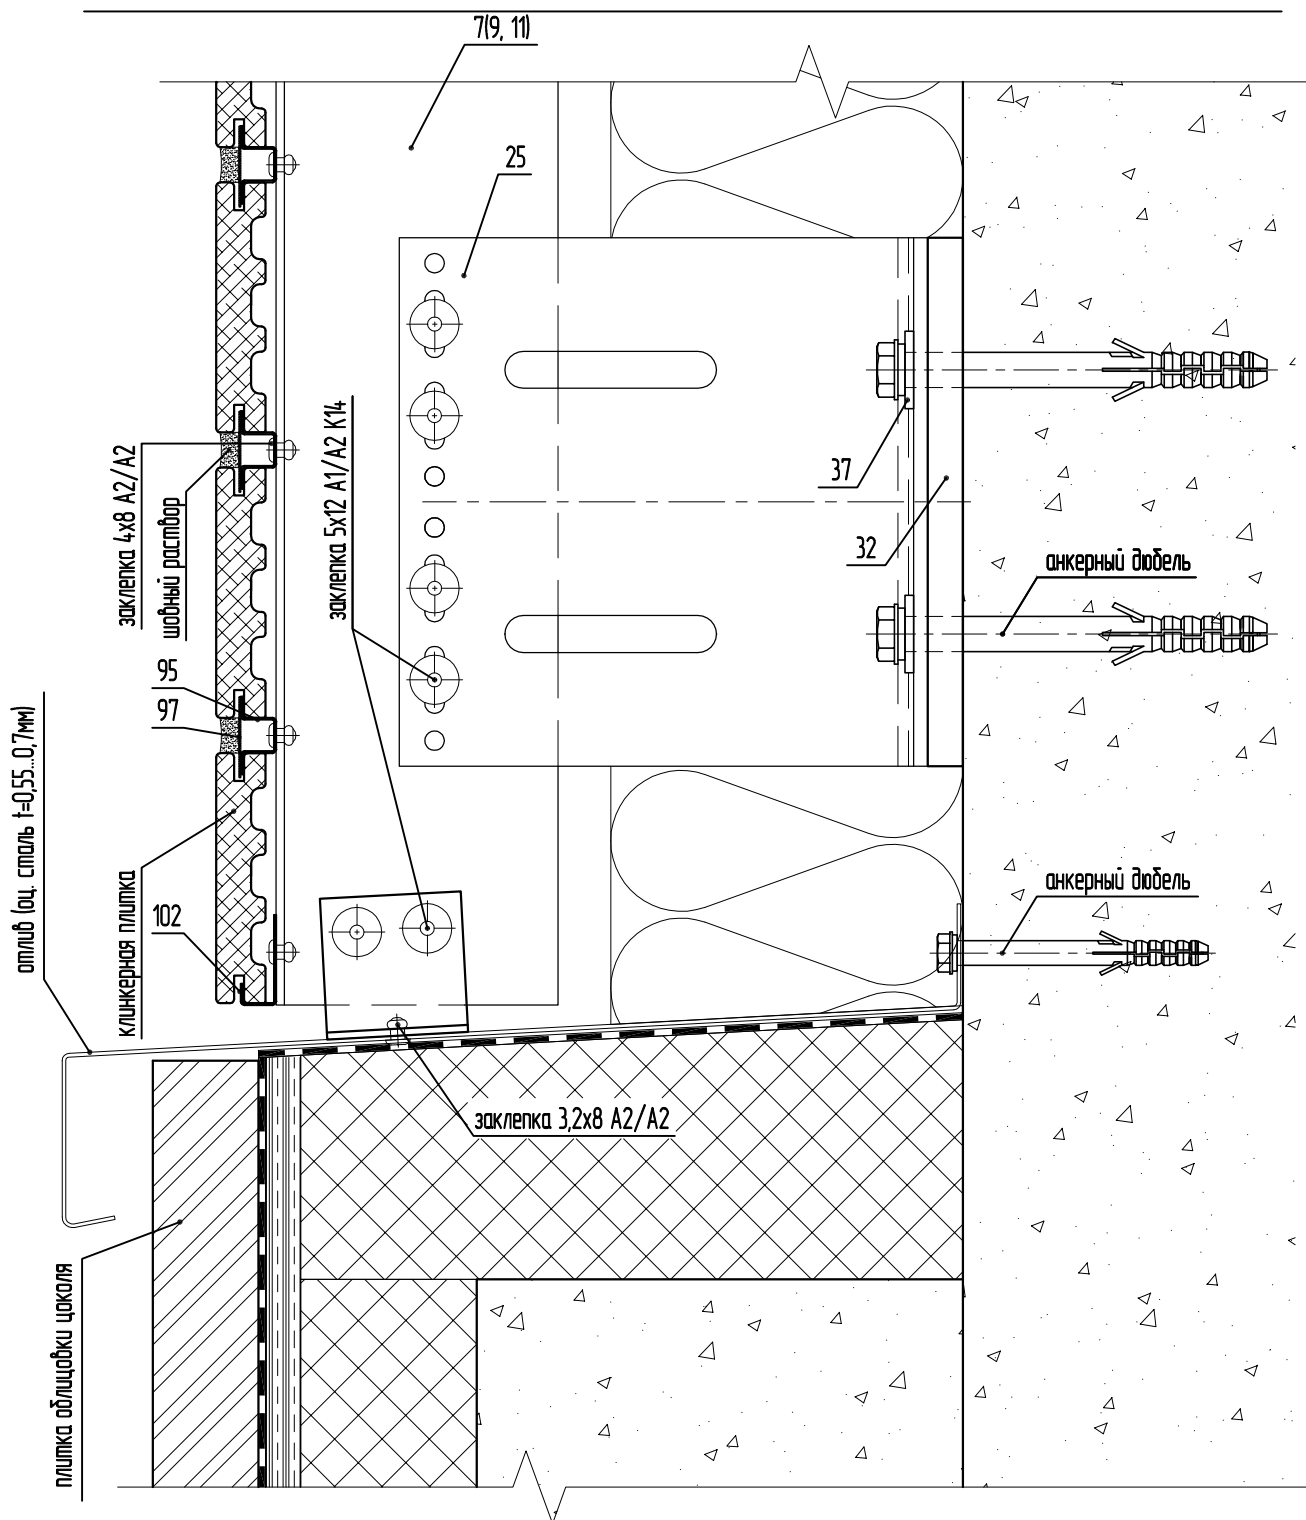 7(9, 11)
25
заклепка 4х8 А2/А2
шовный раствор
заклепка 5х12 А1/А2 К14
37
32
анкерный дюбель
95
97
отлив (оц. сталь t=0,55...0,7мм)
клинкерная плитка
102
анкерный дюбель
заклепка 3,2х8 А2/А2
плитка облицовки цоколя